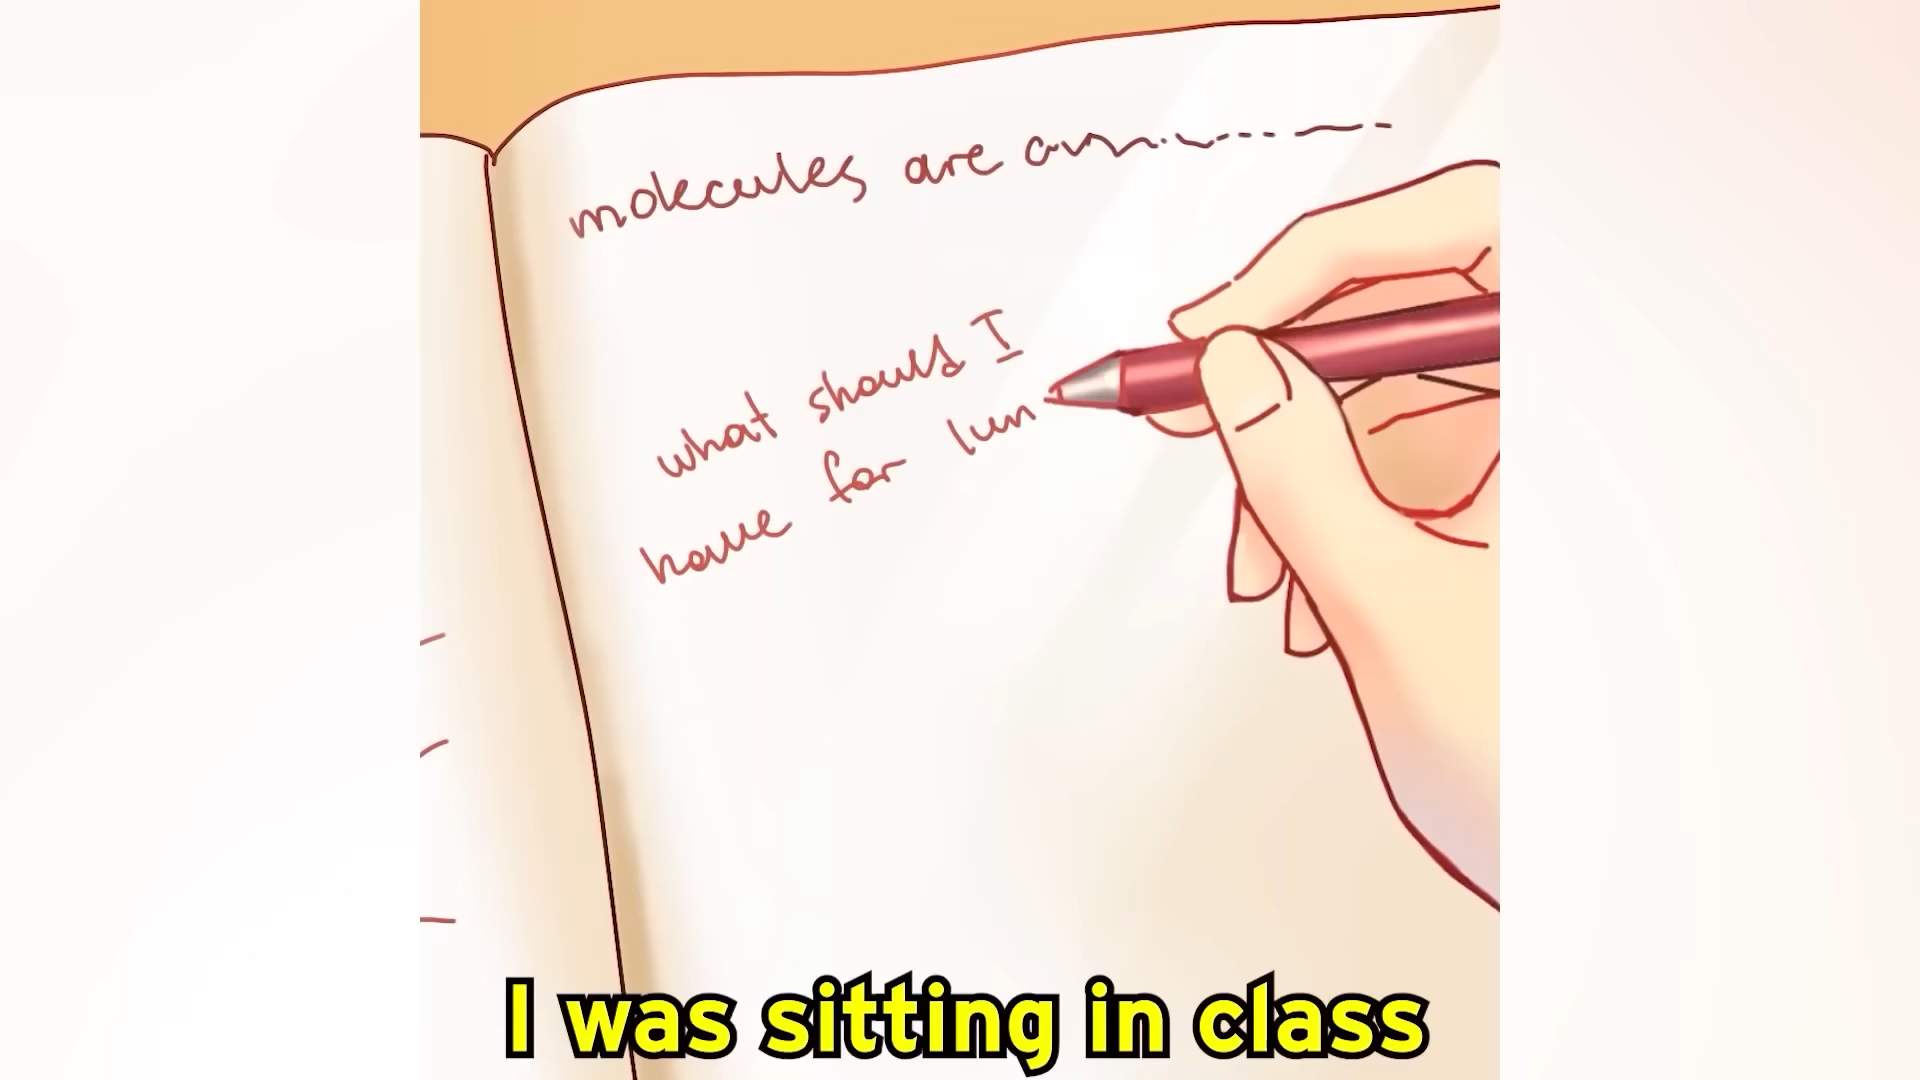 molecules are
what should I
have for lun
I was sitting in class